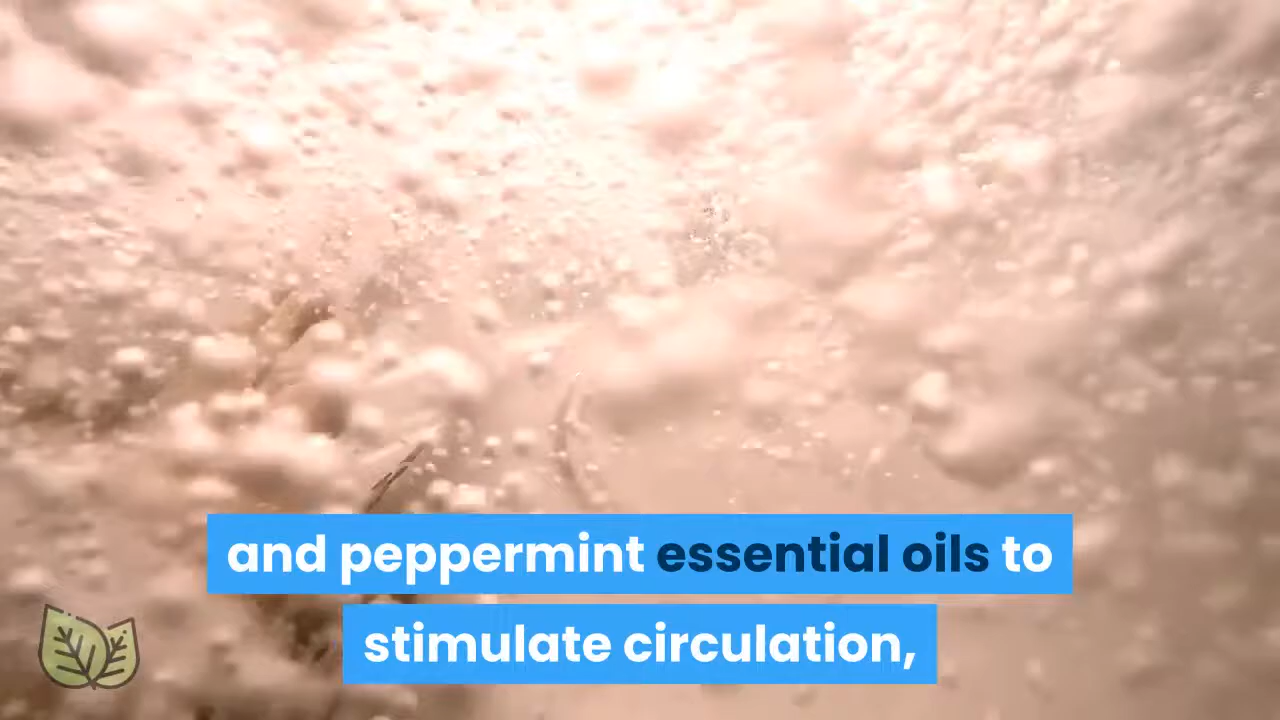 and peppermint essential oils to
stimulate circulation,